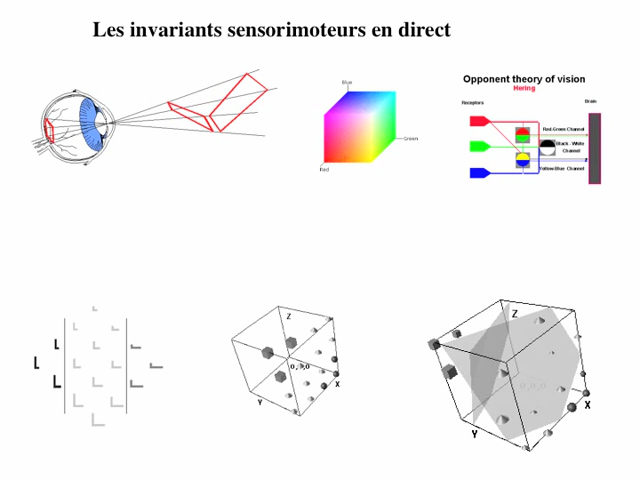 Les invariants sensorimoteurs en direct
Opponent theory of vision
Hering
Blue
Green
Red
Receptors
Brain
Red-Green Channel
Black - White
Channel
Yellow-Blue Channel
Z
X
Y
Z
X
Y